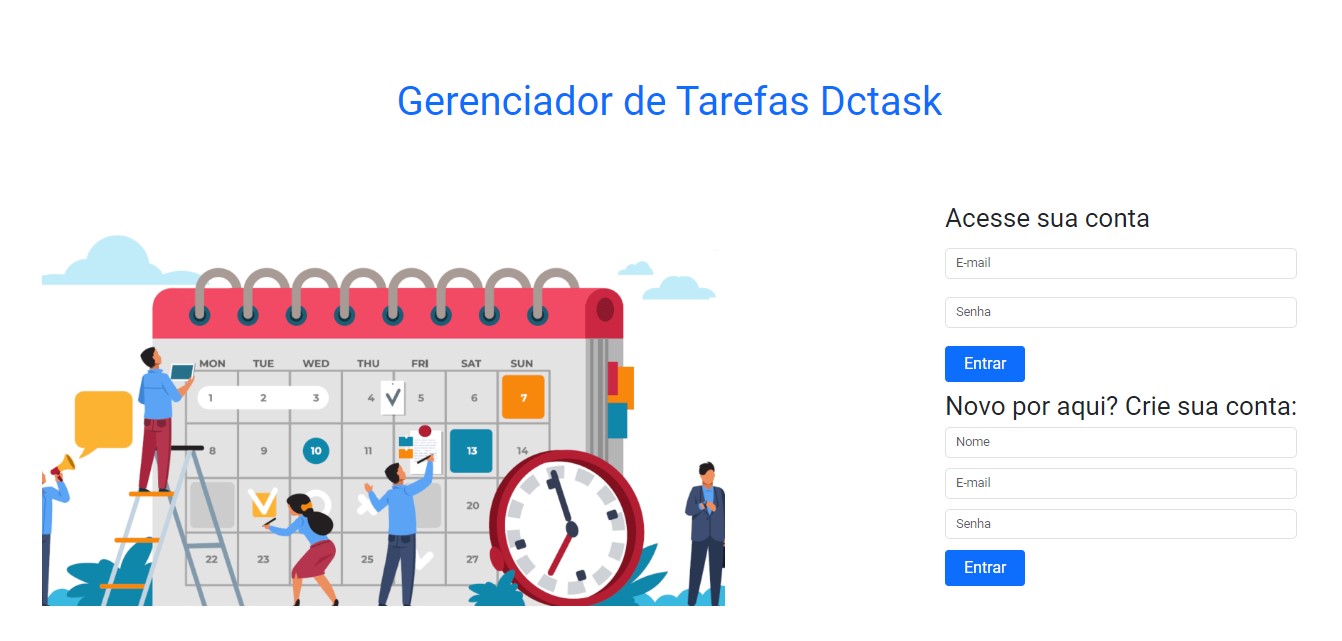 Gerenciador de Tarefas Dctask
Acesse sua conta
E-mail
Senha
Entrar
Novo por aqui? Crie sua conta:
Nome
E-mail
Senha
Entrar
MON TUE WED THU FRI SAT SUN
1 2 3 4 5 6 7
8 9 10 11 13 14
20
22 23 25 27